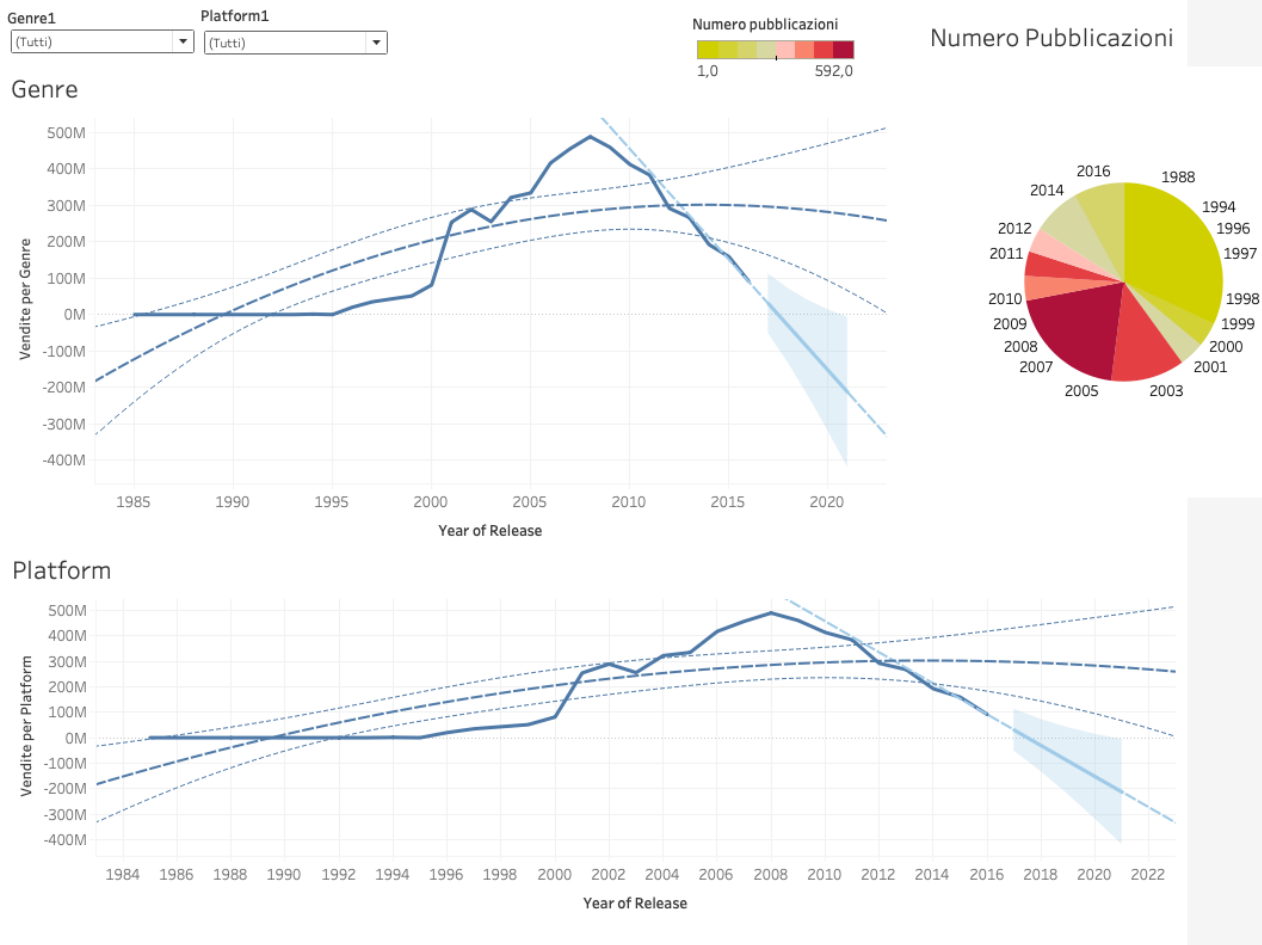 Genre1
(Tutti)
Platform1
(Tutti)
Numero pubblicazioni
1,0 592,0
Numero Pubblicazioni
Genre
500M
400M
300M
200M
100M
0M
-100M
-200M
-300M
-400M
Vendite per Genre
1985 1990 1995 2000 2005 2010 2015 2020
Year of Release
2016 1988
2014 1994
2012 1996
2011 1997
2010 1998
2009 1999
2008 2000
2007 2001
2005 2003
Platform
500M
400M
300M
200M
100M
0M
-100M
-200M
-300M
-400M
Vendite per Platform
1984 1986 1988 1990 1992 1994 1996 1998 2000 2002 2004 2006 2008 2010 2012 2014 2016 2018 2020 2022
Year of Release